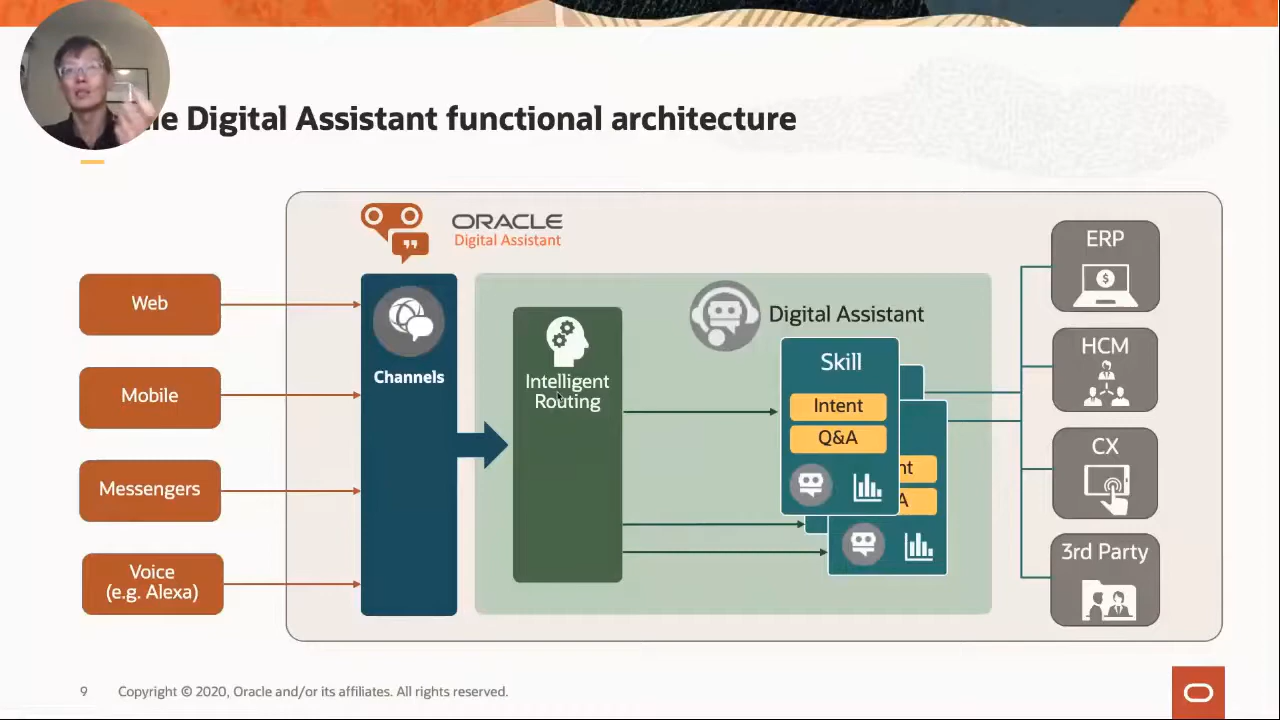 Digital Assistant functional architecture
ORACLE
Digital Assistant
Web
Mobile
Messengers
Voice
(e.g. Alexa)
Channels
Intelligent
Routing
Digital Assistant
Skill
Intent
Q&A
nt
A
ERP
HCM
CX
3rd Party
9
Copyright © 2020, Oracle and/or its affiliates. All rights reserved.